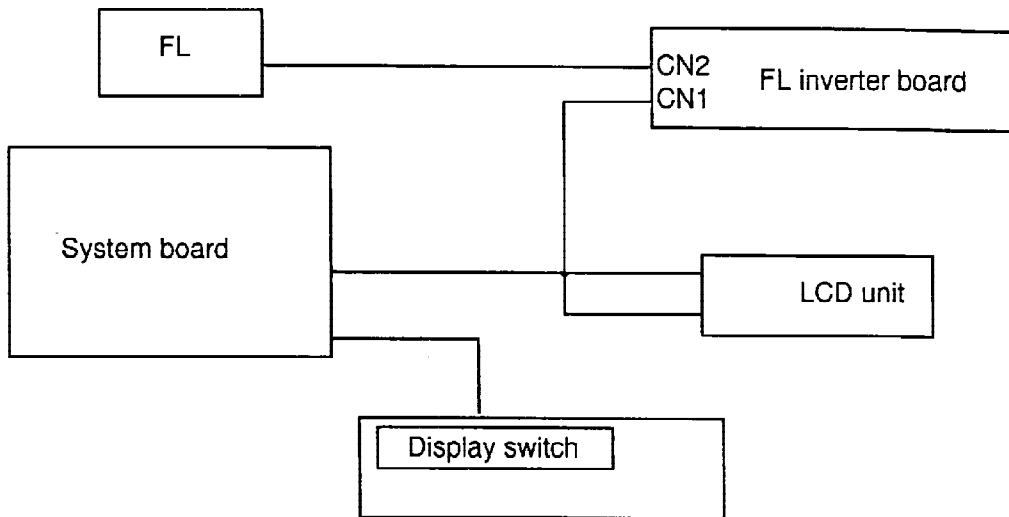 FL
CN2
CN1
FL inverter board
System board
LCD unit
Display switch